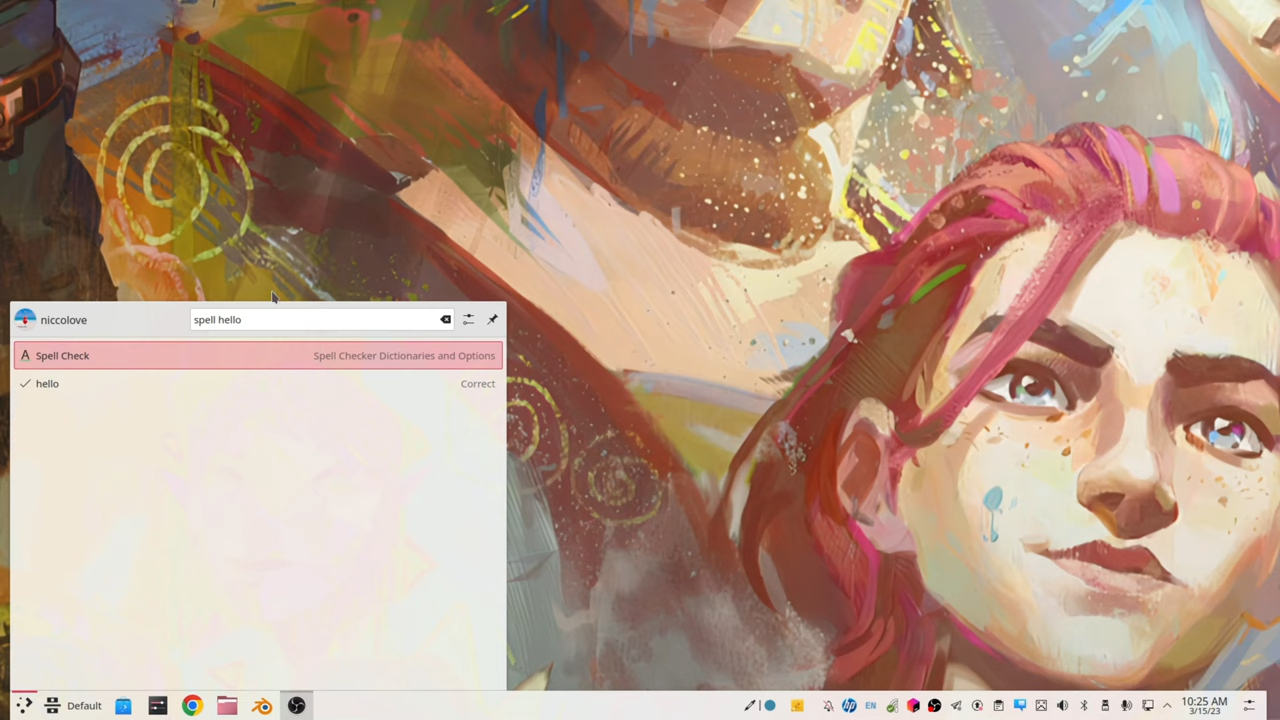 niccolove
spell hello
Spell Check Spell Checker Dictionaries and Options
hello Correct
Default
EN
10:25 AM
3/15/23